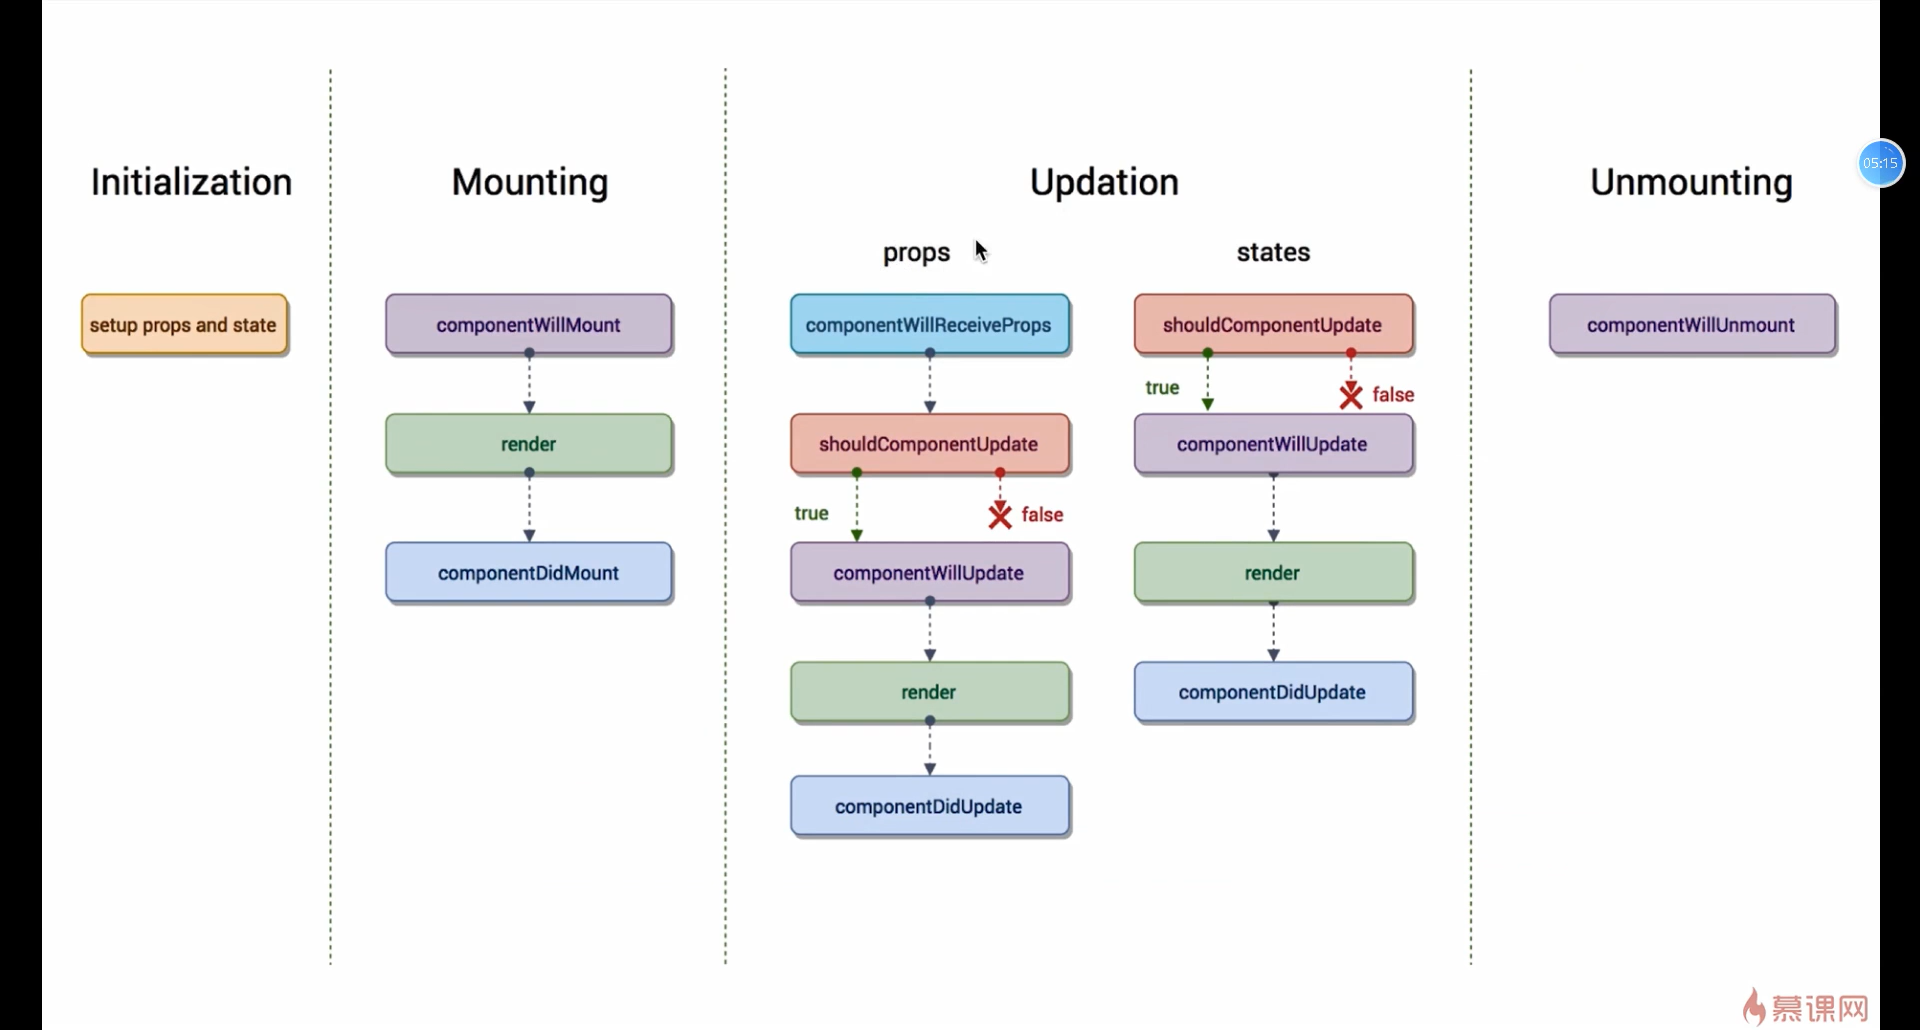 Initialization
Mounting
Updation
Unmounting
props
states
setup props and state
componentWillMount
render
componentDidMount
componentWillReceiveProps
shouldComponentUpdate
true
false
componentWillUpdate
render
componentDidUpdate
shouldComponentUpdate
true
false
componentWillUpdate
render
componentDidUpdate
componentWillUnmount
05:15
慕课网